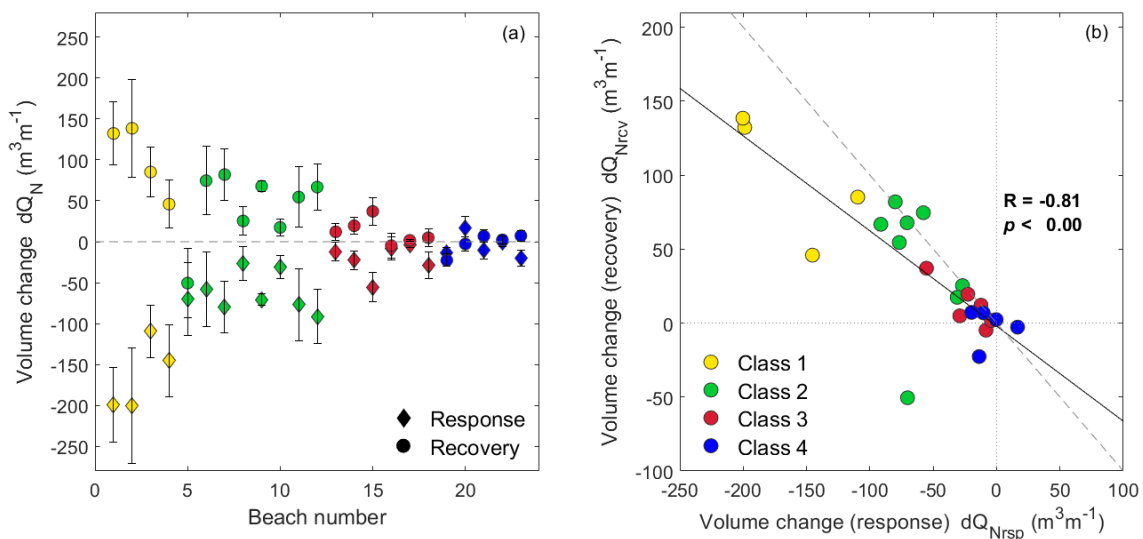 (a)
250
200
150
100
50
0
-50
-100
-150
-200
-250
Volume change dQN (m3m-1)
Response
Recovery
0 5 10 15 20
Beach number
(b)
200
150
100
50
0
-50
-100
Volume change (recovery) dQNrcv (m3m-1)
R = -0.81
p < 0.00
Class 1
Class 2
Class 3
Class 4
-250 -200 -150 -100 -50 0 50 100
Volume change (response) dQNrsp (m3m-1)